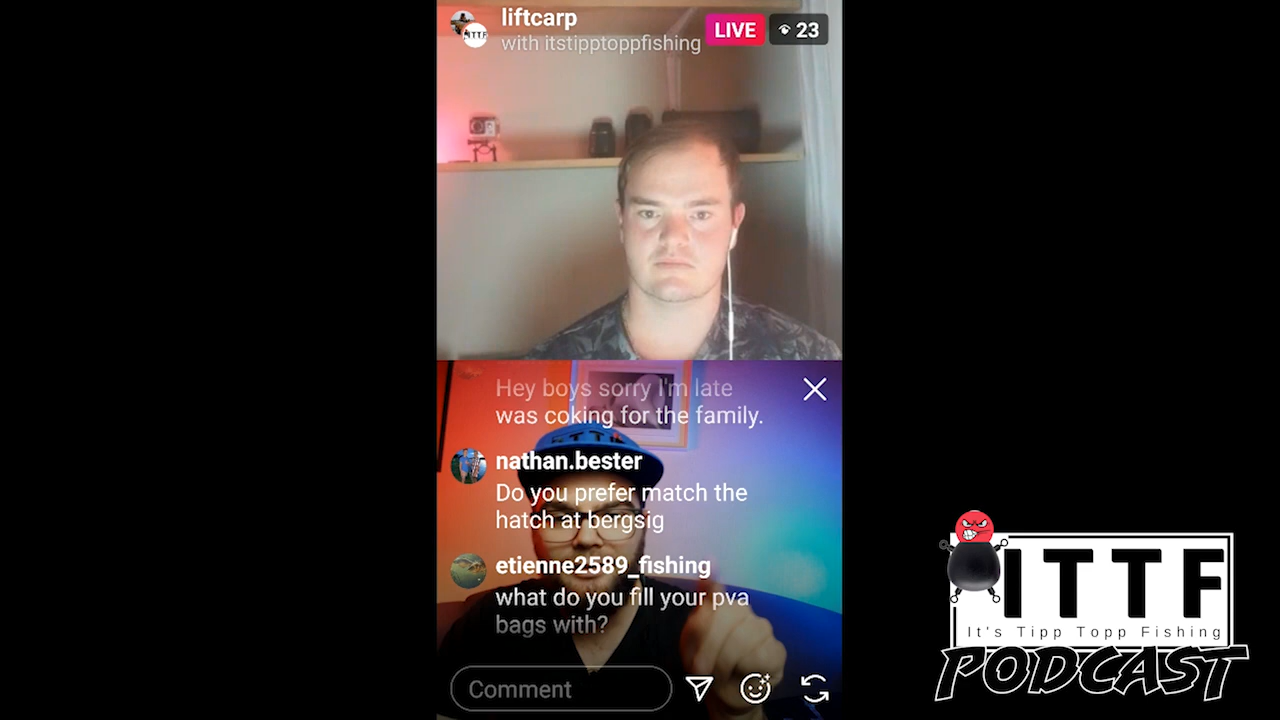 liftcarp
with itstipptoppfishing
LIVE
23
ITTF
Hey boys sorry I'm late
was coking for the family.
ITTF
nathan.bester
Do you prefer match the
hatch at bergsig
etienne2589_fishing
what do you fill your pva
bags with?
Comment
ITTF
It's Tipp Topp Fishing
PODCAST